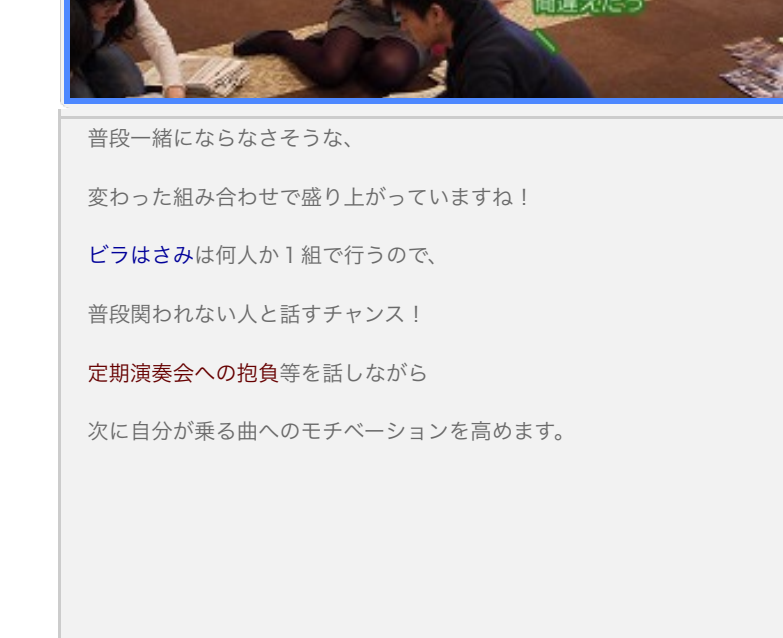 間違えたっ
普段一緒にならなさそうな、
変わった組み合わせで盛り上がっていますね！
ビラはさみは何人か１組で行うので、
普段関われない人と話すチャンス！
定期演奏会への抱負等を話しながら
次に自分が乗る曲へのモチベーションを高めます。